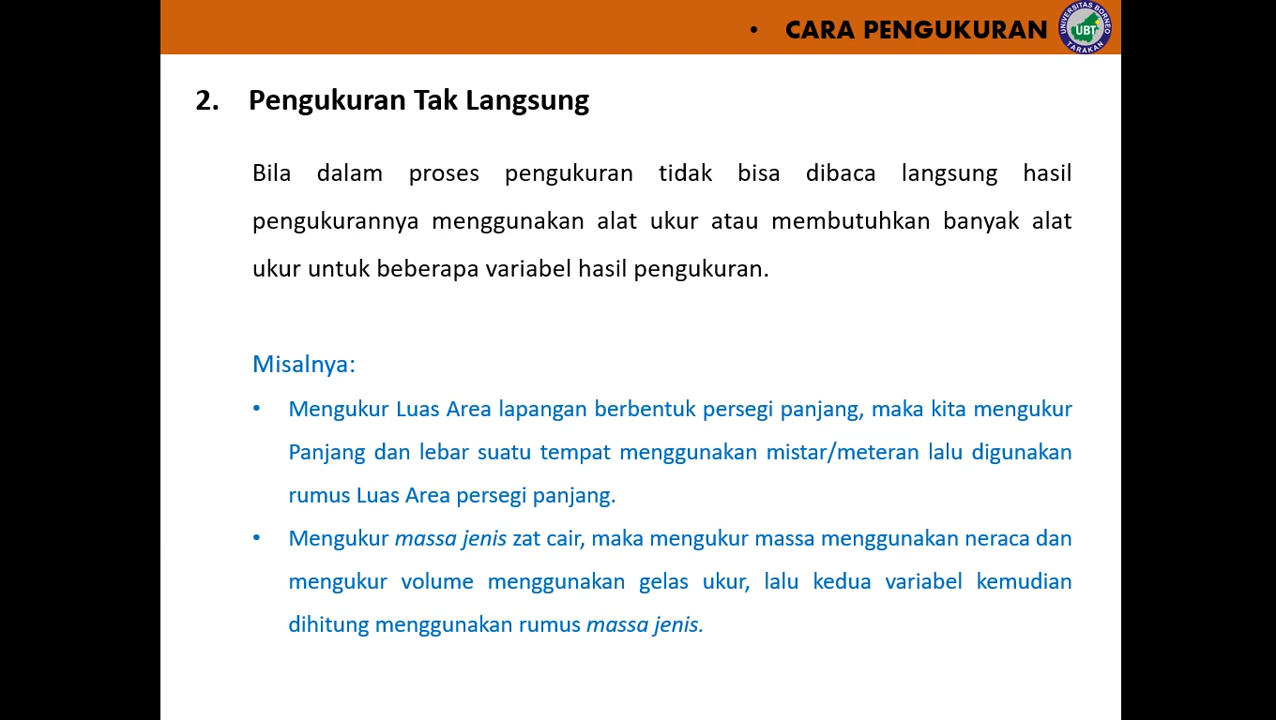 • CARA PENGUKURAN
UNIVERSITAS BORNEO
UBT
TARAKAN
2. Pengukuran Tak Langsung
Bila dalam proses pengukuran tidak bisa dibaca langsung hasil
pengukurannya menggunakan alat ukur atau membutuhkan banyak alat
ukur untuk beberapa variabel hasil pengukuran.
Misalnya:
• Mengukur Luas Area lapangan berbentuk persegi panjang, maka kita mengukur
Panjang dan lebar suatu tempat menggunakan mistar/meteran lalu digunakan
rumus Luas Area persegi panjang.
• Mengukur massa jenis zat cair, maka mengukur massa menggunakan neraca dan
mengukur volume menggunakan gelas ukur, lalu kedua variabel kemudian
dihitung menggunakan rumus massa jenis.